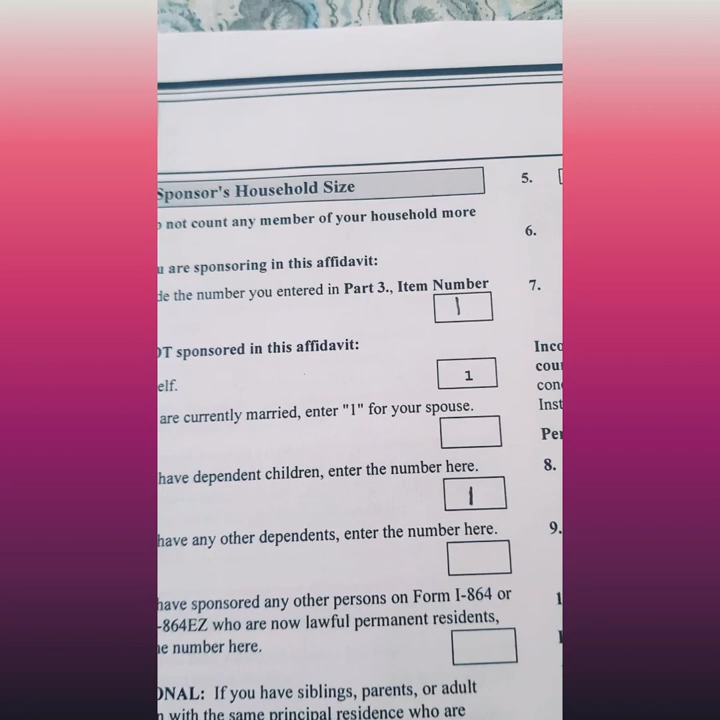 Sponsor's Household Size
not count any member of your household more
are sponsoring in this affidavit:
the number you entered in Part 3., Item Number
1
sponsored in this affidavit:
1
are currently married, enter "1" for your spouse.
have dependent children, enter the number here.
1
have any other dependents, enter the number here.
have sponsored any other persons on Form I-864 or
-864EZ who are now lawful permanent residents,
number here.
If you have siblings, parents, or adult
with the same principal residence who are
5.
6.
7.
8.
9.